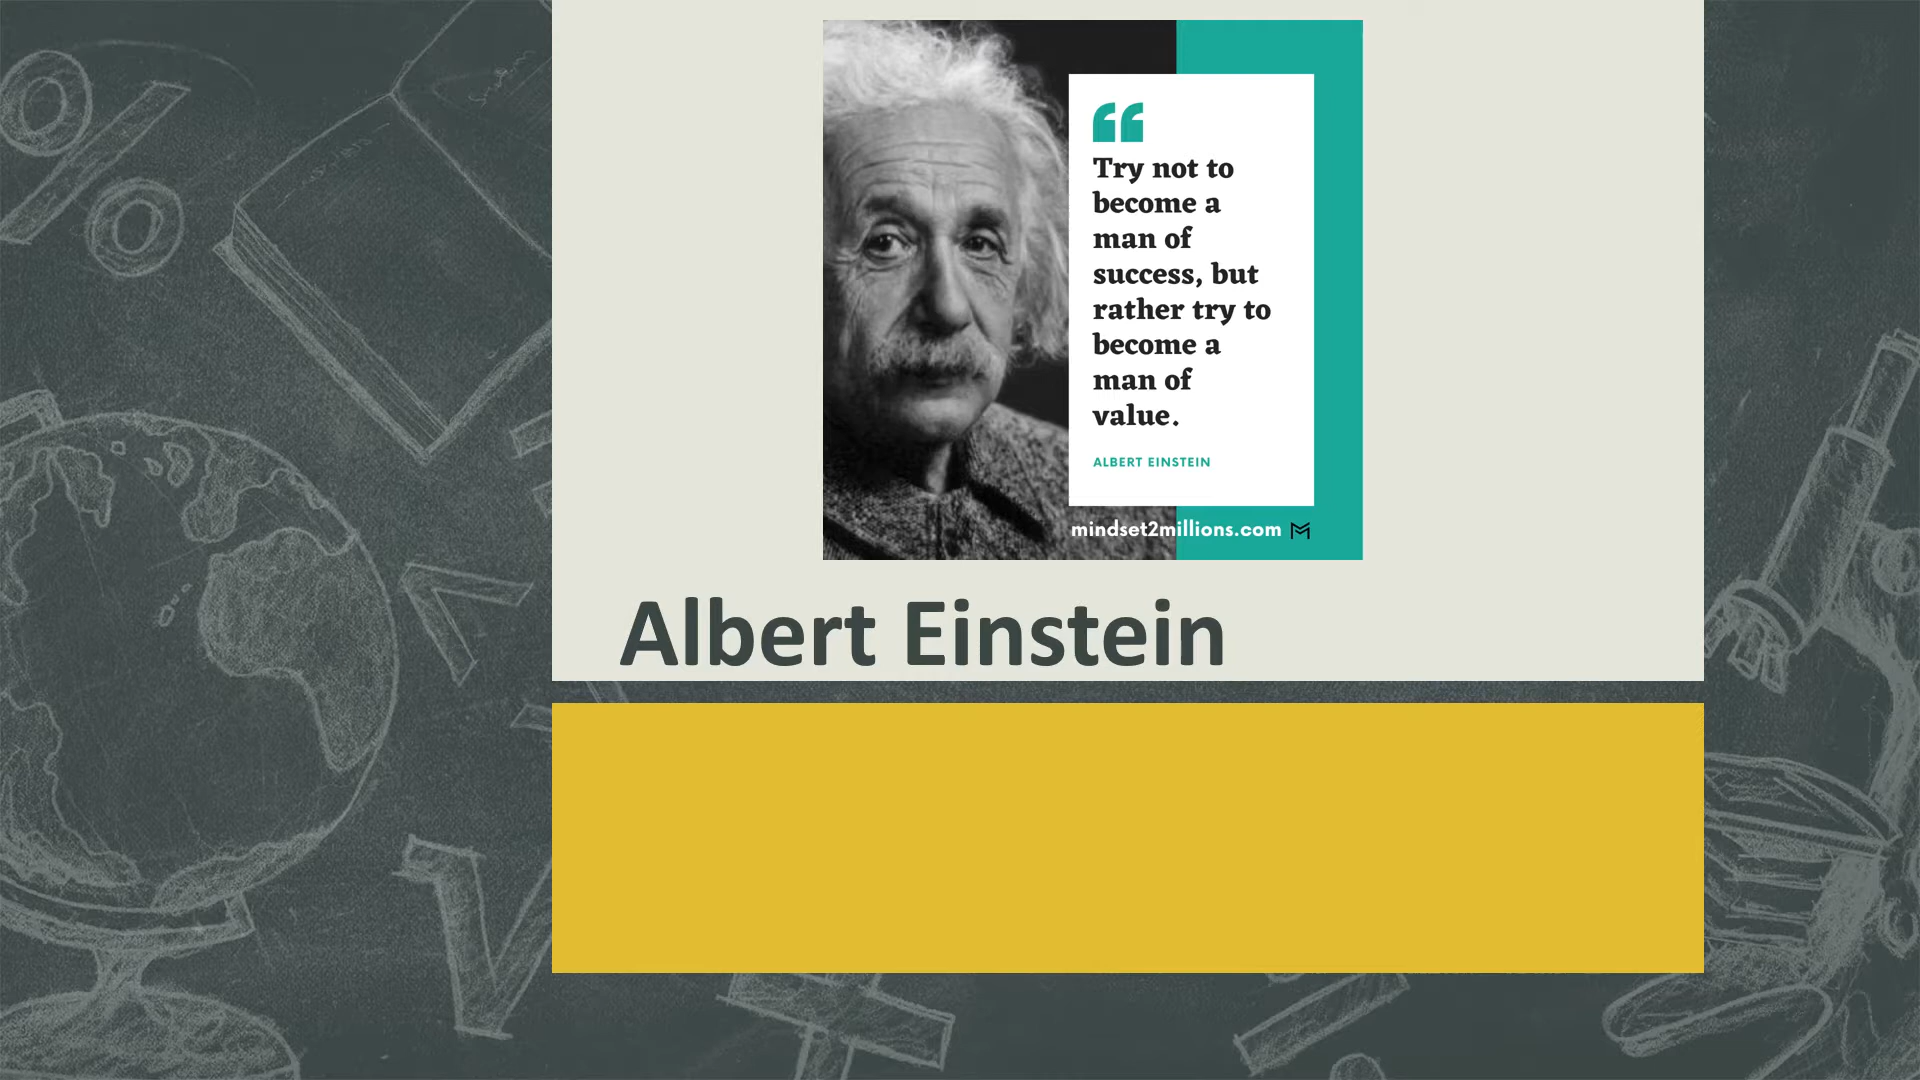 “
Try not to
become a
man of
success, but
rather try to
become a
man of
value.
ALBERT EINSTEIN
mindset2millions.com
Albert Einstein